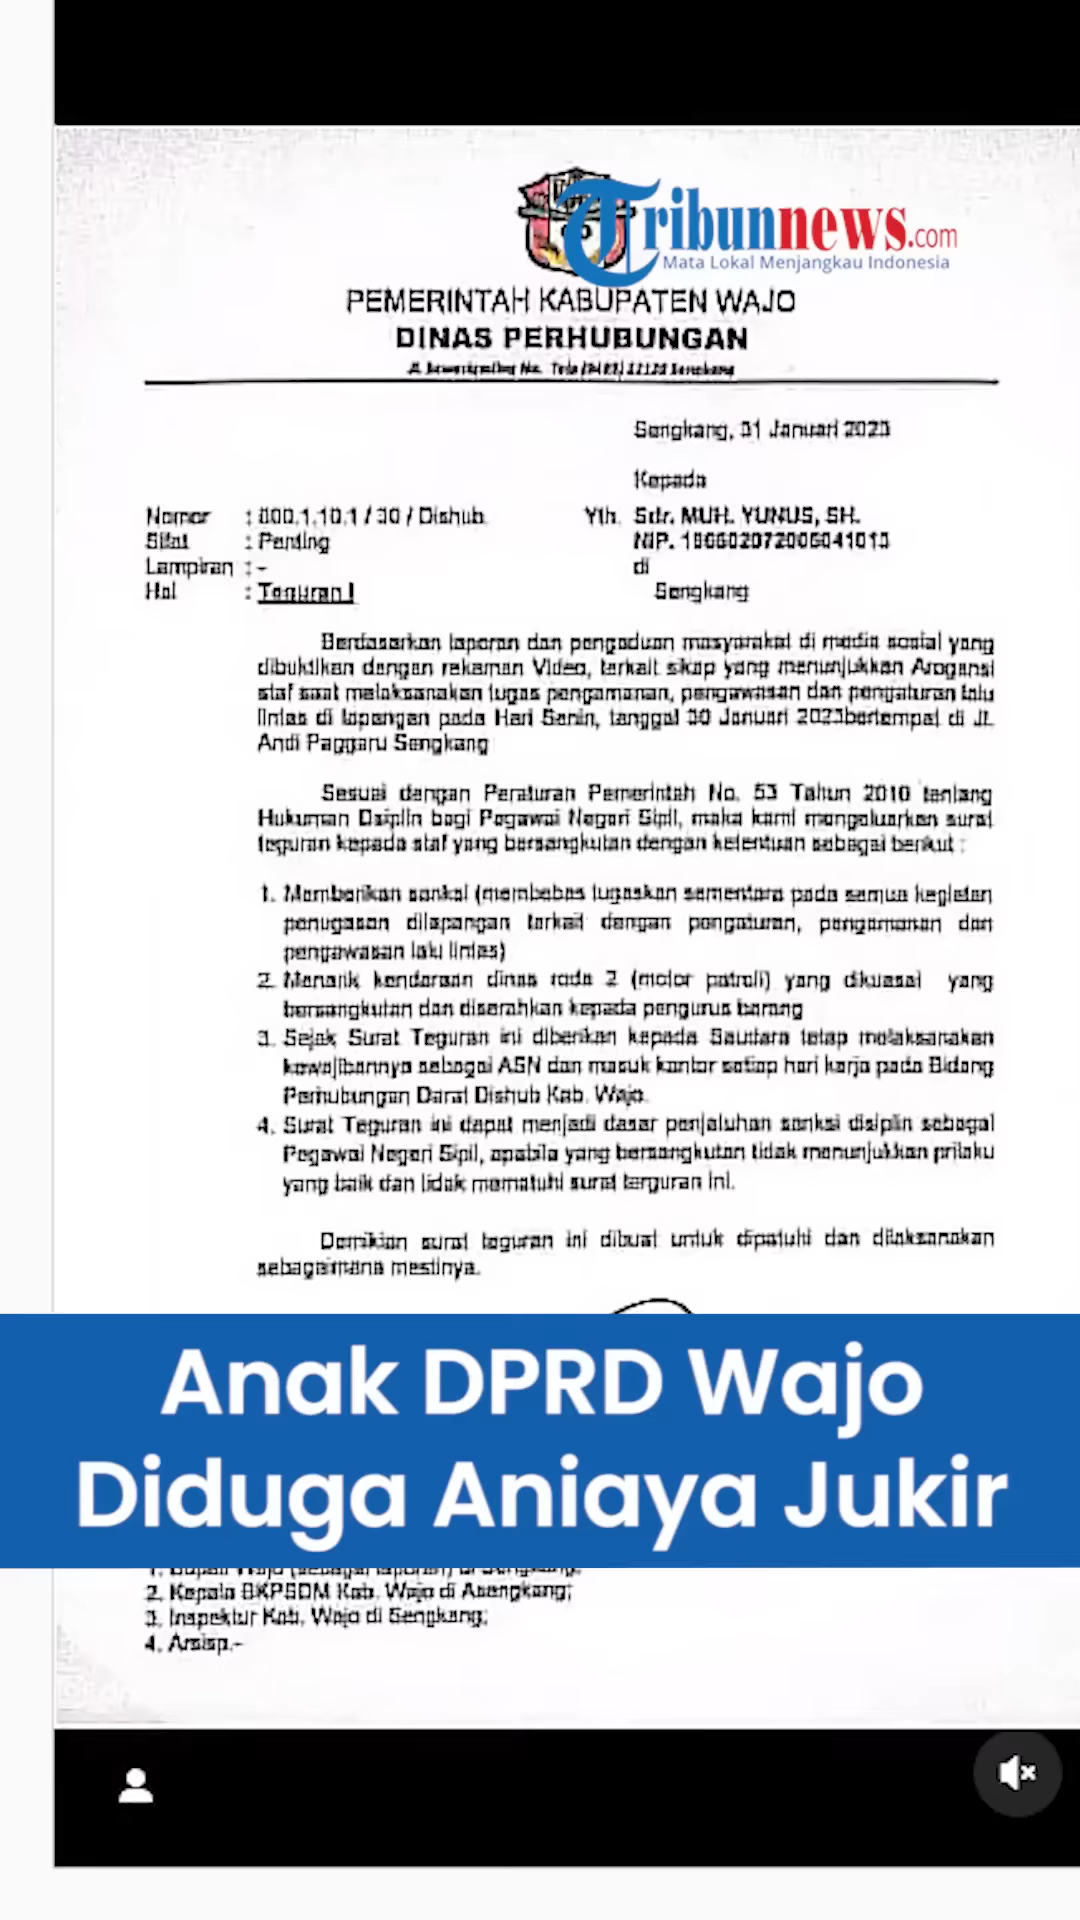 Tribunnews.com
Mata Lokal Menjangkau Indonesia
PEMERINTAH KABUPATEN WAJO
DINAS PERHUBUNGAN
Sengkang, 31 Januari 2023
Kepada
Nomor : 800.1.10.1 / 30 / Dishub
Yth. Sdr. MUH. YUNUS, SH.
Sifat : Penting
NIP.
Lampiran : -
di
Hal : Teguran I
Sengkang
Berdasarkan laporan dan pengaduan masyarakat di media sosial yang
dibuktikan dengan rekaman Video, terkait sikap yang menunjukkan Arogansi
staf saat melaksanakan tugas pengamanan, pengawasan dan pengaturan lalu
lintas di lapangan pada Hari Senin, tanggal 30 Januari 2023bertempat di Jl.
Andi Paggaru Sengkang
Sesuai dengan Peraturan Pemerintah No. 53 Tahun 2010 tentang
Hukuman Dsiplin bagi Pegawai Negeri Sipil, maka kami mengeluarkan surat
teguran kepada staf yang bersangkutan dengan ketentuan sebagai berikut :
1. Memberikan sanksi (membebas tugaskan sementara pada semua kegiatan
penugasan dilapangan terkait dengan pengaturan, pengamanan dan
pengawasan lalu lintas)
2. Menarik kendaraan dinas roda 2 (motor patroli) yang dikuasai yang
bersangkutan dan diserahkan kepada pengurus barang
3. Sejak Surat Teguran ini diberikan kepada Saudara tetap melaksanakan
kewajibannya sebagai ASN dan masuk kantor setiap hari kerja pada Bidang
Perhubungan Darat Dishub Kab. Wajo.
4. Surat Teguran ini dapat menjadi dasar penjatuhan sanksi disiplin sebagai
Pegawai Negeri Sipil, apabila yang bersangkutan tidak menunjukkan prilaku
yang baik dan tidak mematuhi surat terguran ini.
Demikian surat teguran ini dibuat untuk dipatuhi dan dilaksanakan
sebagaimana mestinya.
Anak DPRD Wajo
Diduga Aniaya Jukir
1. Bupati Wajo (sebagai laporan) di Sengkang;
2. Kepala BKPSDM Kab. Wajo di Asengkang;
3. Inspektur Kab. Wajo di Sengkang;
4. Arsisp.-